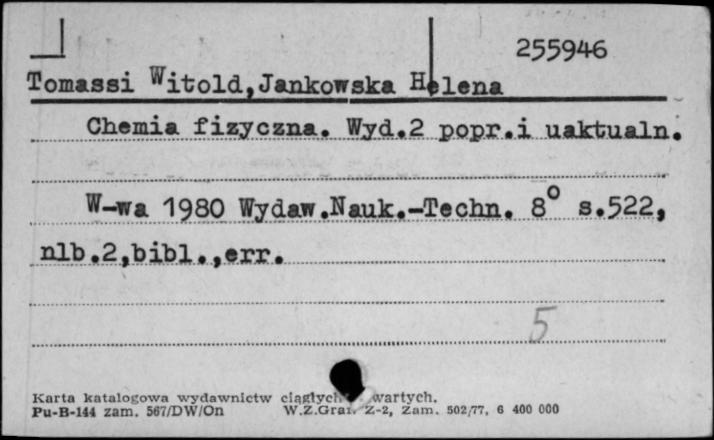 255946
Tomassi Witold,Jankowska Helena
Chemia fizyczna. Wyd.2 popr.i uaktualn.
W-wa 1980 Wydaw.Nauk.-Techn. 8° s.522,
nlb.2,bibl.,err.
5
Karta katalogowa wydawnictw ciągłych wartych.
Pu-B-144 zam. 567/DW/On W.Z.Graf. Z-2, Zam. 502/77, 6 400 000